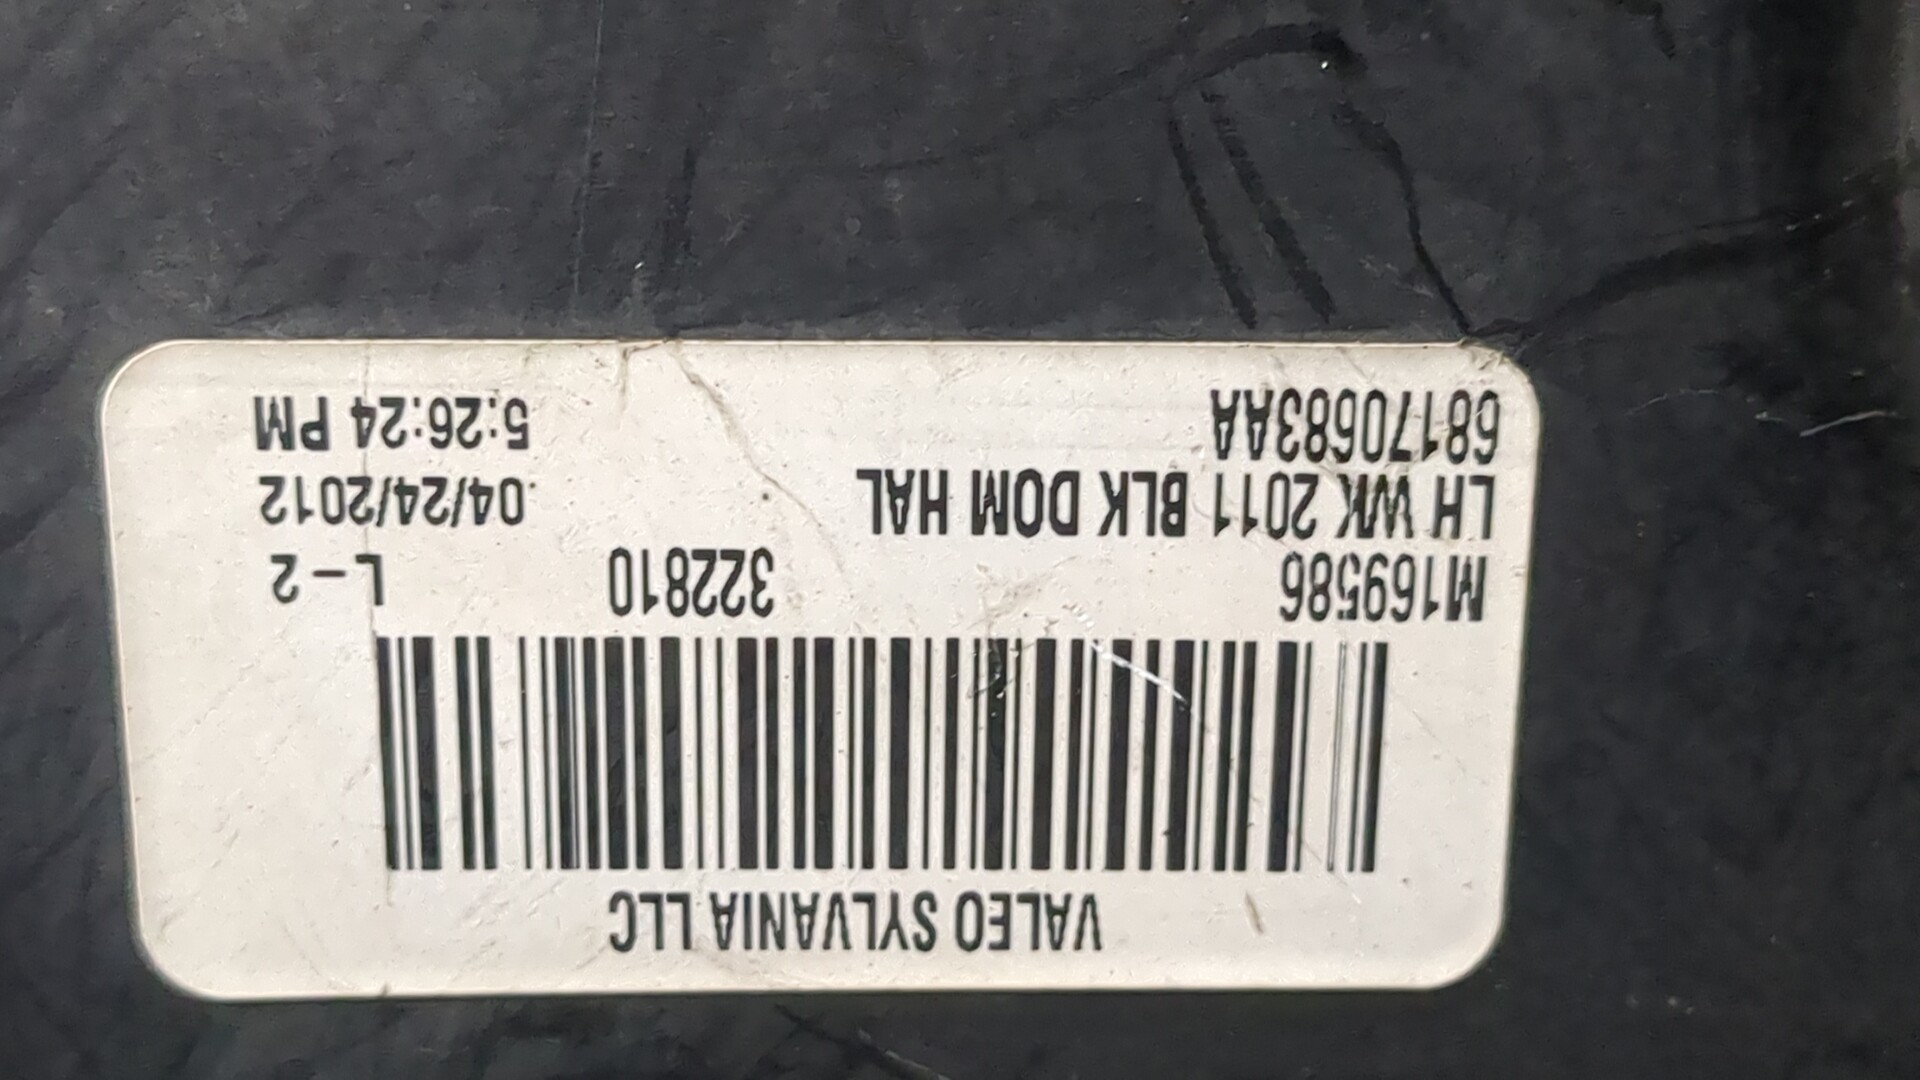 VALEO SYLVANIA LLC
M169586 322810 L-2
LH WK 2011 BLK DOM HAL 04/24/2012
68170683AA 5:26:24 PM